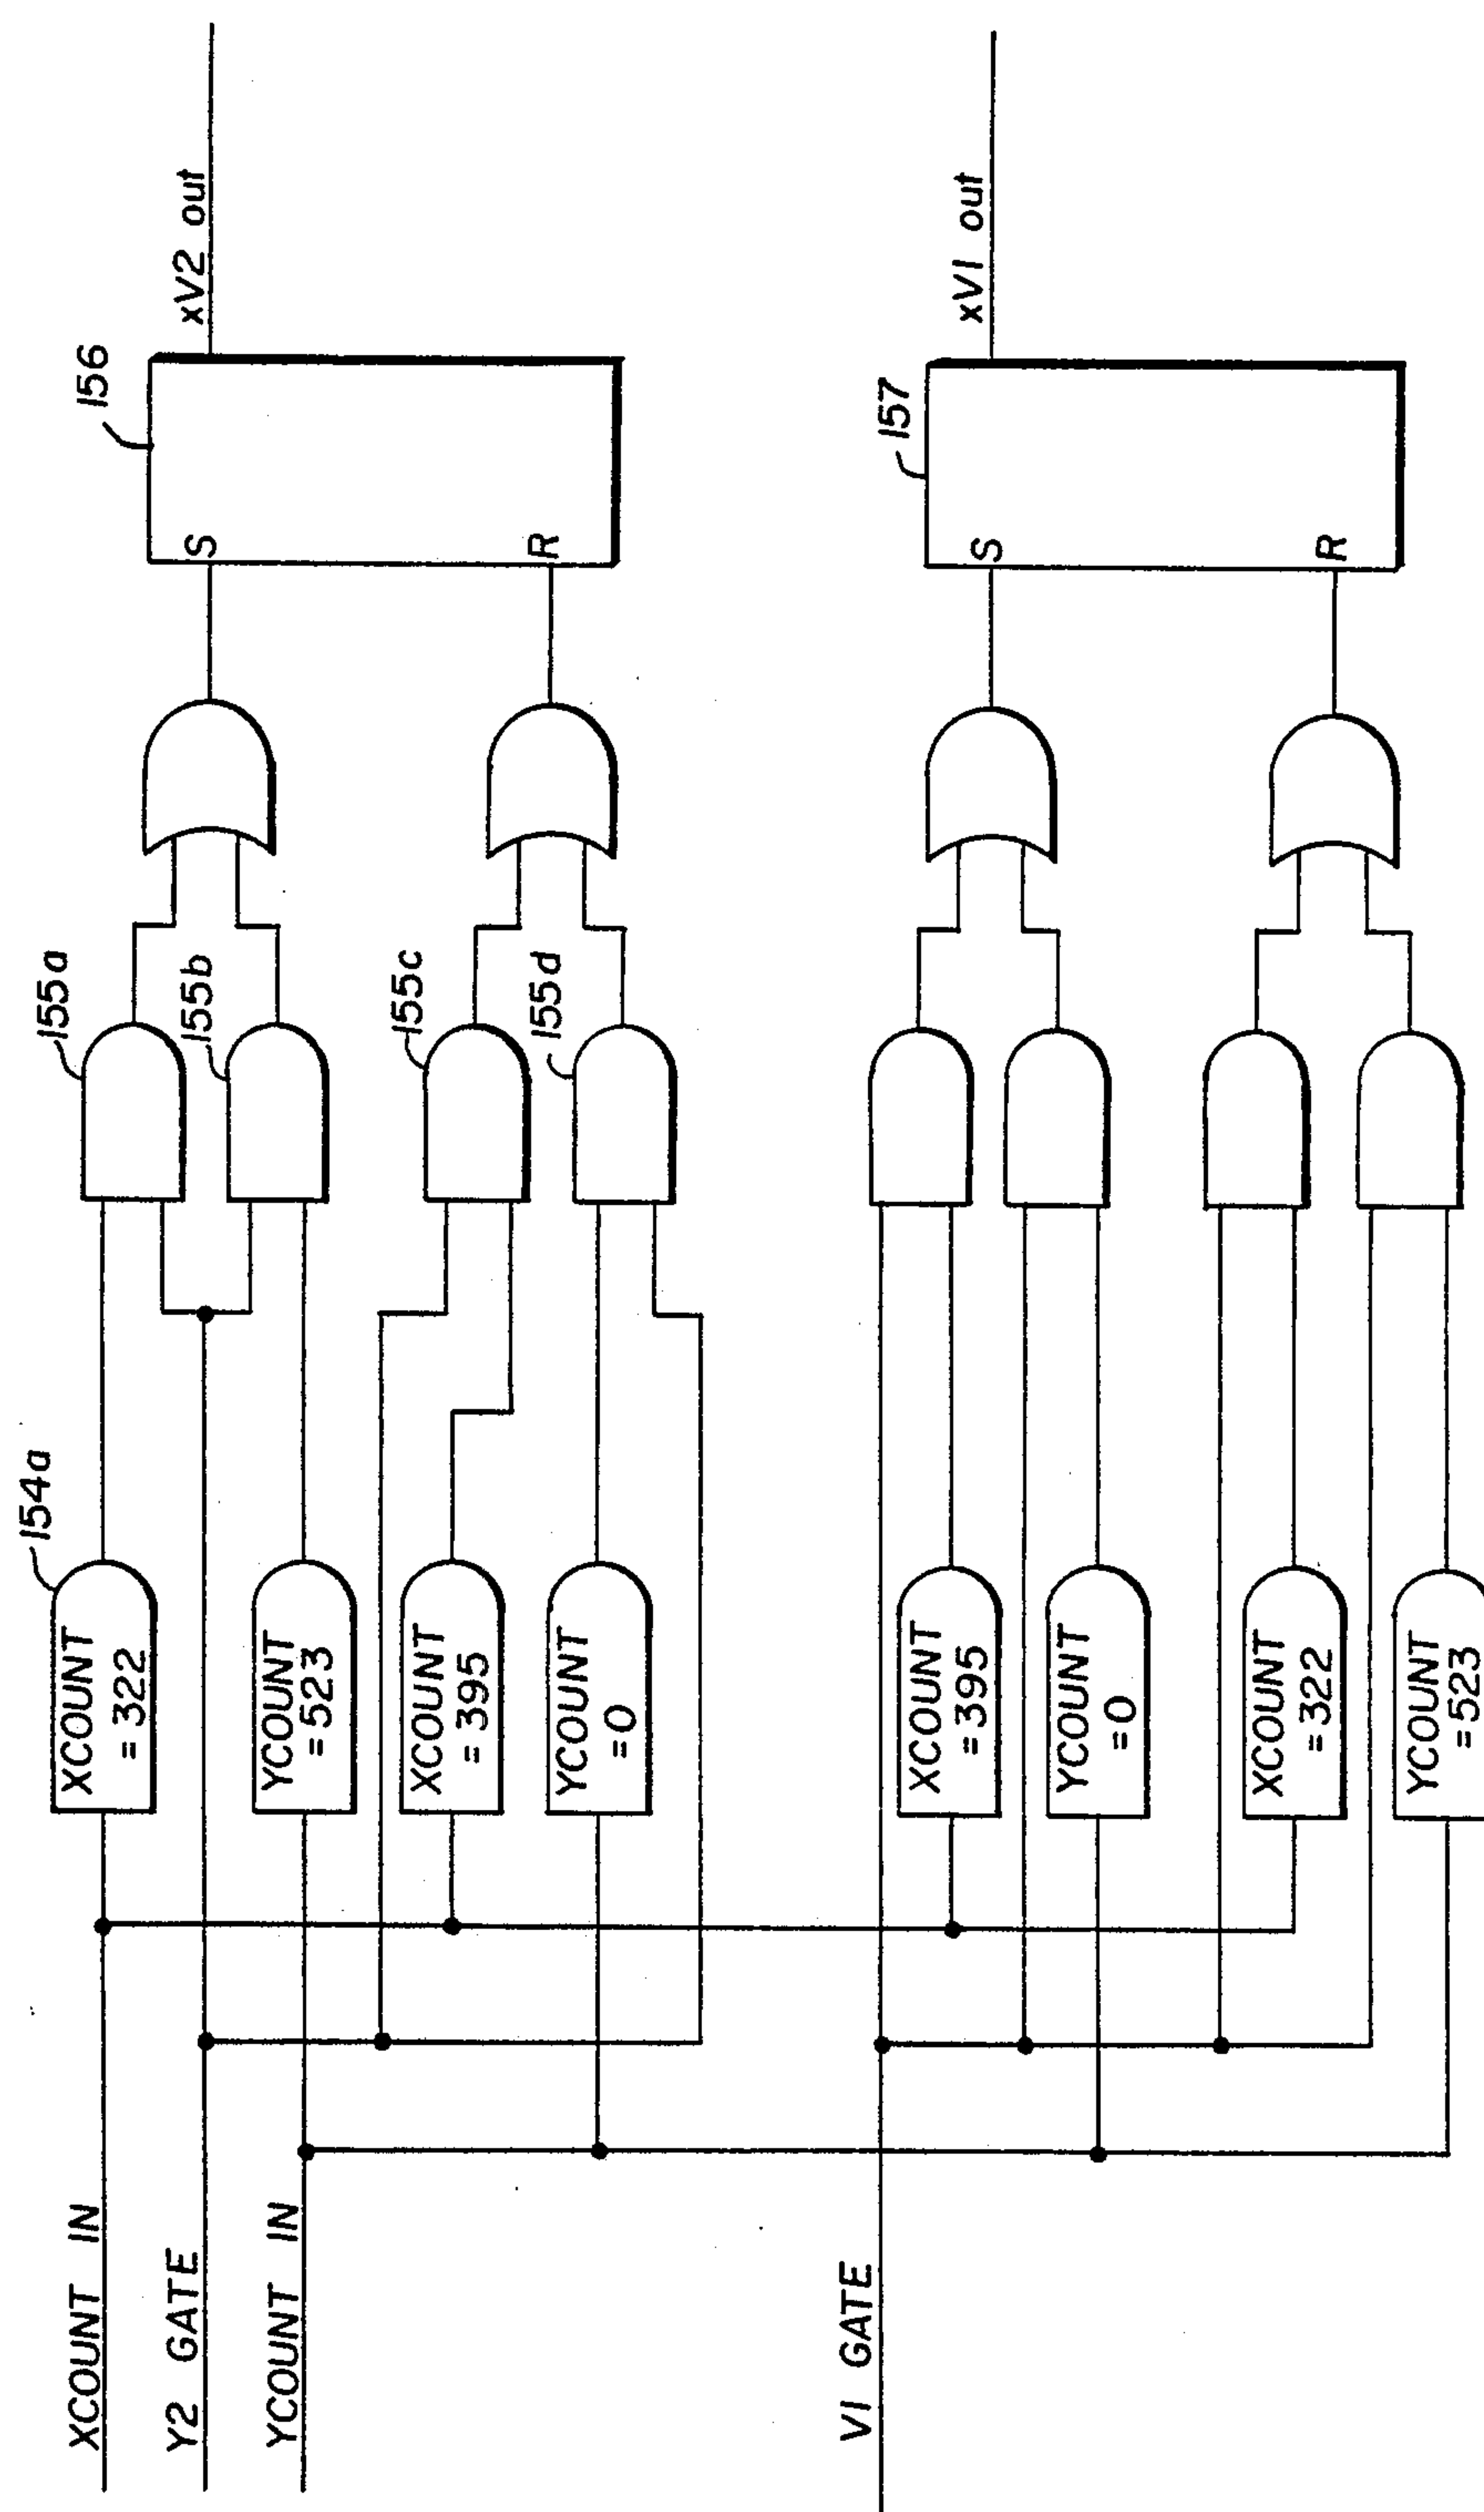 XCOUNT IN
Y2 GATE
YCOUNT IN
V1 GATE
154a
XCOUNT
= 322
YCOUNT
= 523
XCOUNT
= 395
YCOUNT
= 0
XCOUNT
= 395
YCOUNT
= 0
XCOUNT
= 322
YCOUNT
= 523
155a
155b
155c
155d
S
R
156
xV2 out
S
R
157
xV1 out